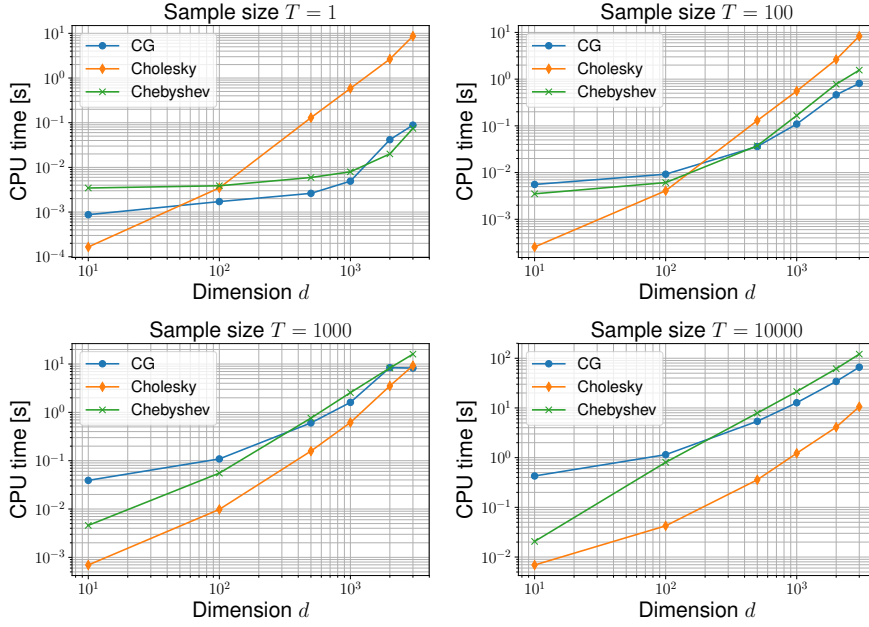 Sample size T = 1
CPU time [s]
10^1
10^0
10^{-1}
10^{-2}
10^{-3}
10^{-4}
CG
Cholesky
Chebyshev
10^1 10^2 10^3
Dimension d
Sample size T = 100
CPU time [s]
10^1
10^0
10^{-1}
10^{-2}
10^{-3}
CG
Cholesky
Chebyshev
10^1 10^2 10^3
Dimension d
Sample size T = 1000
CPU time [s]
10^1
10^0
10^{-1}
10^{-2}
10^{-3}
CG
Cholesky
Chebyshev
10^1 10^2 10^3
Dimension d
Sample size T = 10000
CPU time [s]
10^2
10^1
10^0
10^{-1}
10^{-2}
CG
Cholesky
Chebyshev
10^1 10^2 10^3
Dimension d